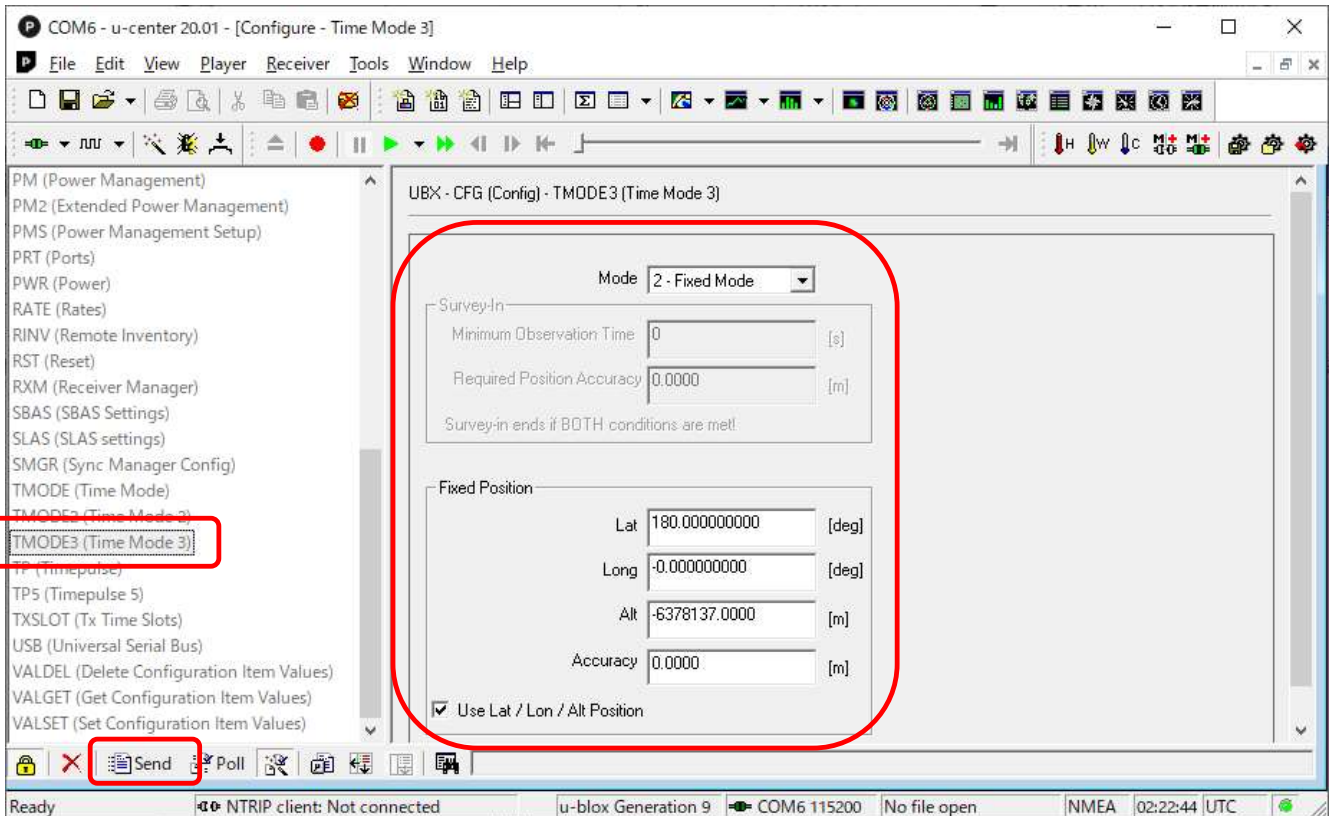 COM6 - u-center 20.01 - [Configure - Time Mode 3]
File Edit View Player Receiver Tools Window Help
PM (Power Management)
PM2 (Extended Power Management)
PMS (Power Management Setup)
PRT (Ports)
PWR (Power)
RATE (Rates)
RINV (Remote Inventory)
RST (Reset)
RXM (Receiver Manager)
SBAS (SBAS Settings)
SLAS (SLAS settings)
SMGR (Sync Manager Config)
TMODE (Time Mode)
TMODE2 (Time Mode 2)
TMODE3 (Time Mode 3)
TP (Timepulse)
TP5 (Timepulse 5)
TXSLOT (Tx Time Slots)
USB (Universal Serial Bus)
VALDEL (Delete Configuration Item Values)
VALGET (Get Configuration Item Values)
VALSET (Set Configuration Item Values)
UBX - CFG (Config) - TMODE3 (Time Mode 3)
Mode 2 - Fixed Mode
Survey-In
Minimum Observation Time 0 [s]
Required Position Accuracy 0.0000 [m]
Survey-in ends if BOTH conditions are met!
Fixed Position
Lat 180.000000000 [deg]
Long -0.000000000 [deg]
Alt -6378137.0000 [m]
Accuracy 0.0000 [m]
Use Lat / Lon / Alt Position
Send Poll
Ready NTRIP client: Not connected u-blox Generation 9 COM6 115200 No file open NMEA 02:22:44 UTC